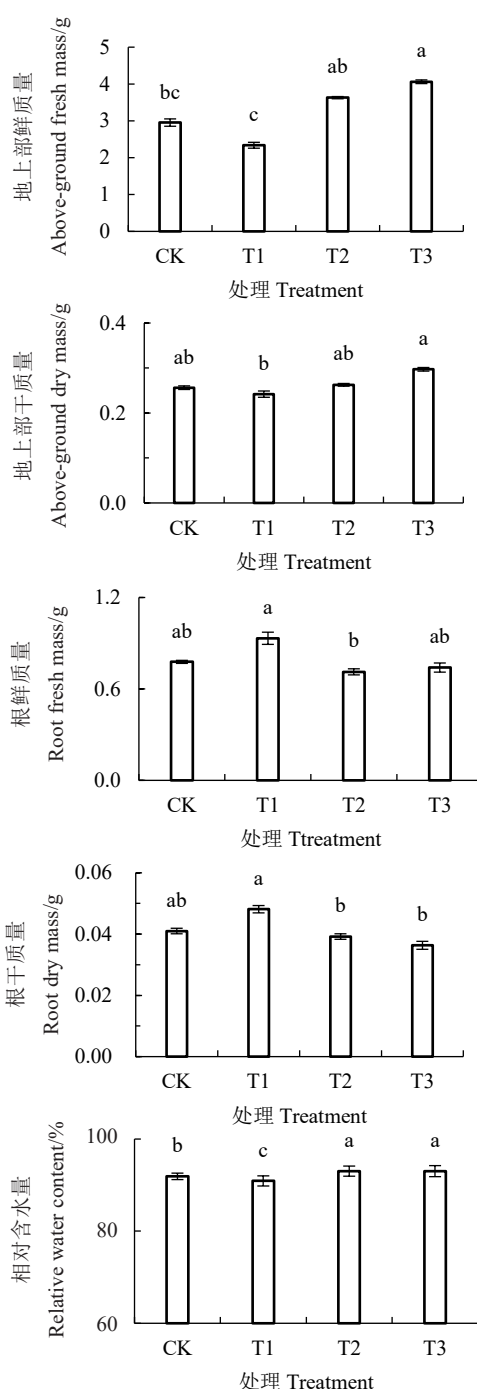 地上部鲜质量
Above-ground fresh mass/g
5
4
3
2
1
0
bc
c
ab
a
CK T1 T2 T3
处理 Treatment
地上部干质量
Above-ground dry mass/g
0.4
0.2
0.0
ab
b
ab
a
CK T1 T2 T3
处理 Treatment
根鲜质量
Root fresh mass/g
1.2
0.6
0.0
ab
a
b
ab
CK T1 T2 T3
处理 Ttreatment
根干质量
Root dry mass/g
0.06
0.04
0.02
0.00
ab
a
b
b
CK T1 T2 T3
处理 Treatment
相对含水量
Relative water content/%
100
80
60
b
c
a
a
CK T1 T2 T3
处理 Treatment